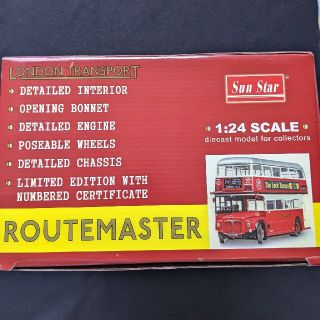 LONDON TRANSPORT
• DETAILED INTERIOR
• OPENING BONNET
• DETAILED ENGINE
• POSEABLE WHEELS
• DETAILED CHASSIS
• LIMITED EDITION WITH
NUMBERED CERTIFICATE
ROUTEMASTER
Sun Star
• 1:24 SCALE •
diecast model for collectors